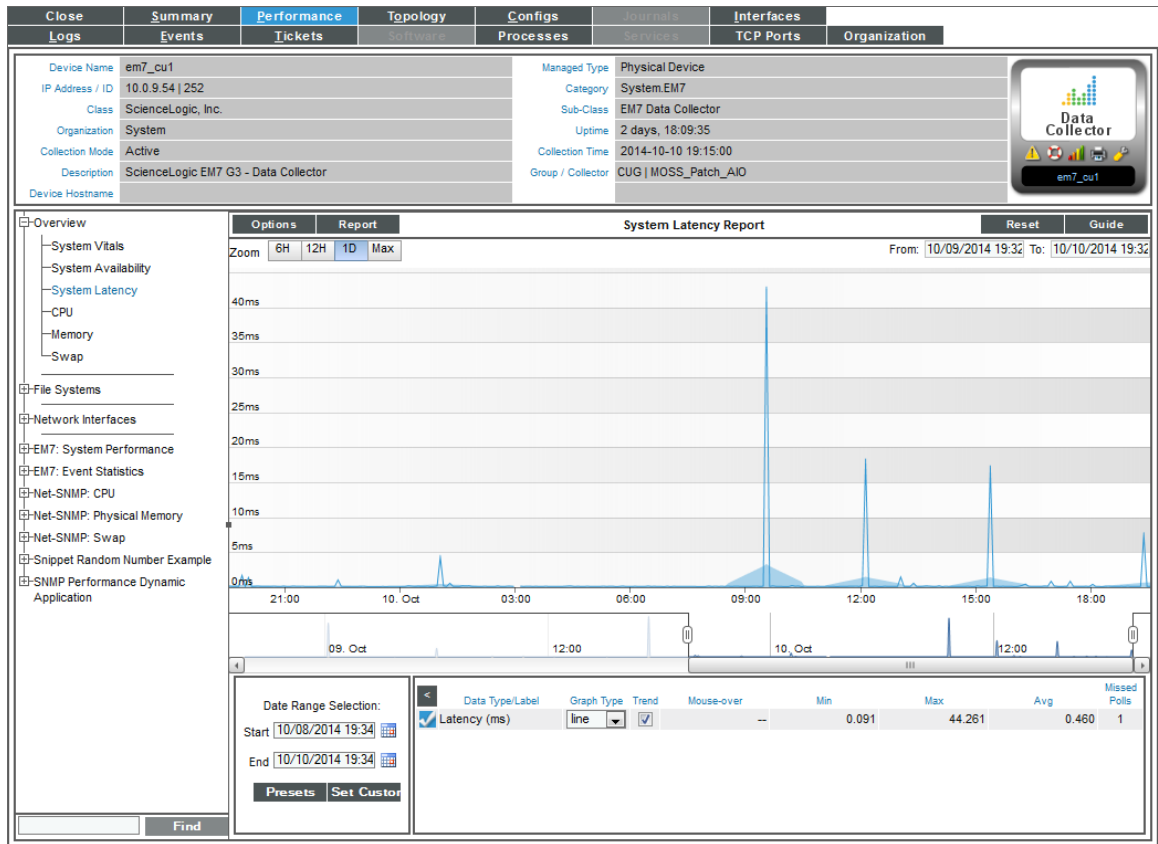 Close Summary Performance Topology Configs Journals Interfaces
Logs Events Tickets Software Processes Services TCP Ports Organization
Device Name em7_cu1 Managed Type Physical Device
IP Address / ID 10.0.9.54 | 252 Category System.EM7
Class ScienceLogic, Inc. Sub-Class EM7 Data Collector
Organization System Uptime 2 days, 18:09:35
Collection Mode Active Collection Time 2014-10-10 19:15:00
Description ScienceLogic EM7 G3 - Data Collector Group / Collector CUG | MOSS_Patch_AIO
Device Hostname
Data
Collector
em7_cu1
Overview
System Vitals
System Availability
System Latency
CPU
Memory
Swap
File Systems
Network Interfaces
EM7: System Performance
EM7: Event Statistics
Net-SNMP: CPU
Net-SNMP: Physical Memory
Net-SNMP: Swap
Snippet Random Number Example
SNMP Performance Dynamic
Application
Find
Options Report System Latency Report Reset Guide
Zoom 6H 12H 1D Max From: 10/09/2014 19:32 To: 10/10/2014 19:32
40ms
35ms
30ms
25ms
20ms
15ms
10ms
5ms
0ms
21:00 10. Oct 03:00 06:00 09:00 12:00 15:00 18:00
09. Oct 12:00 10. Oct 12:00
Date Range Selection:
Start 10/08/2014 19:34
End 10/10/2014 19:34
Presets Set Custor
< Data Type/Label Graph Type Trend Mouse-over Min Max Avg Missed Polls
Latency (ms) line -- 0.091 44.261 0.460 1